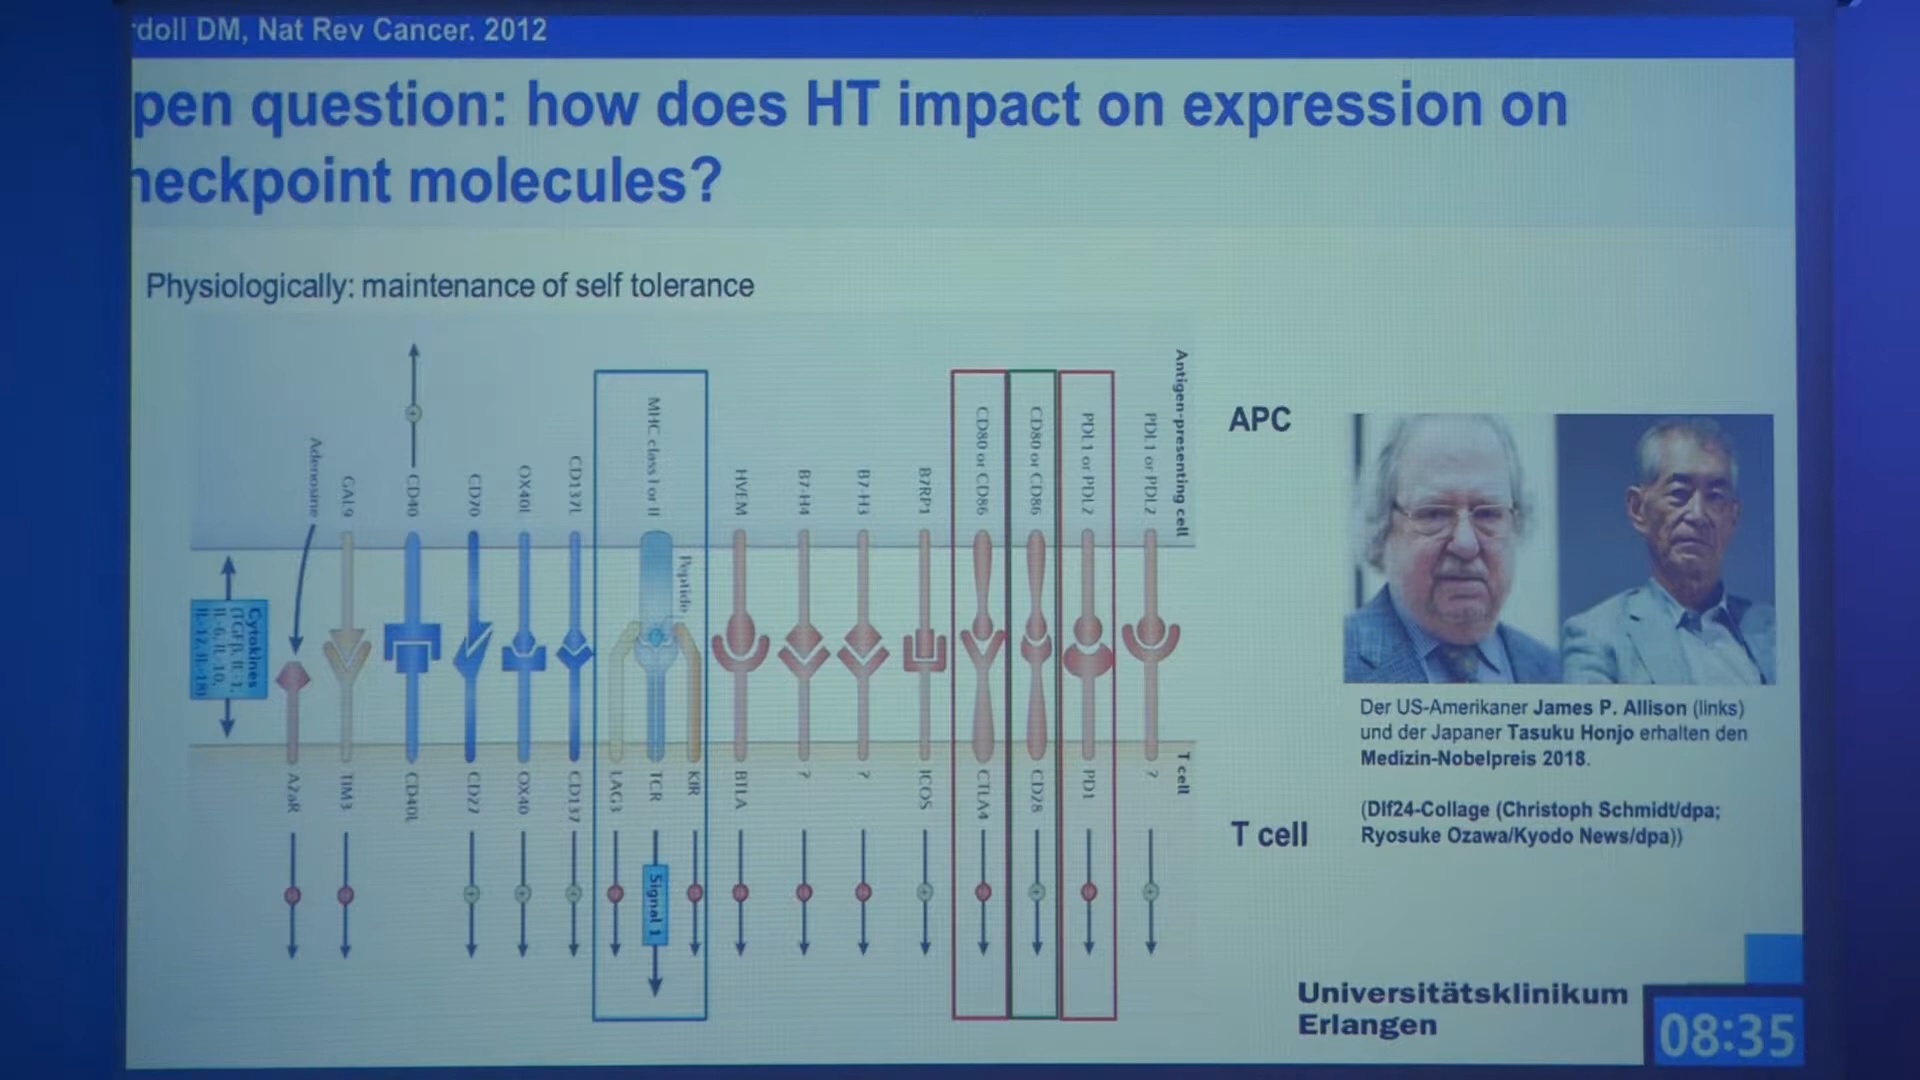 rdoll DM, Nat Rev Cancer. 2012
pen question: how does HT impact on expression on
heckpoint molecules?
Physiologically: maintenance of self tolerance
Antigen-presenting cell
Adenosine
GAL9
CD40
CD70
OX40L
CD137L
MHC class I or II
Peptide
HVEM
B7-H4
B7-H3
B7RP1
CD80 or CD86
CD80 or CD86
PDL1 or PDL2
PDL1 or PDL2
Cytokines
(TGFβ, IL-1,
IL-6, IL-10,
IL-12, IL-18)
A2aR
TIM3
CD40L
CD27
OX40
CD137
LAG3
TCR
KIR
BTLA
?
?
ICOS
CTLA4
CD28
PD1
?
T cell
Signal 1
APC
T cell
Der US-Amerikaner James P. Allison (links)
und der Japaner Tasuku Honjo erhalten den
Medizin-Nobelpreis 2018.
(Dlf24-Collage (Christoph Schmidt/dpa;
Ryosuke Ozawa/Kyodo News/dpa))
Universitätsklinikum
Erlangen
08:35